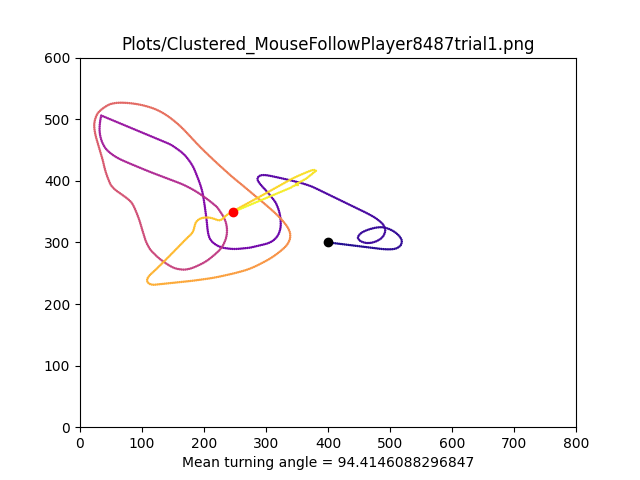 Plots/Clustered_MouseFollowPlayer8487trial1.png
600
500
400
300
200
100
0
0 100 200 300 400 500 600 700 800
Mean turning angle = 94.4146088296847